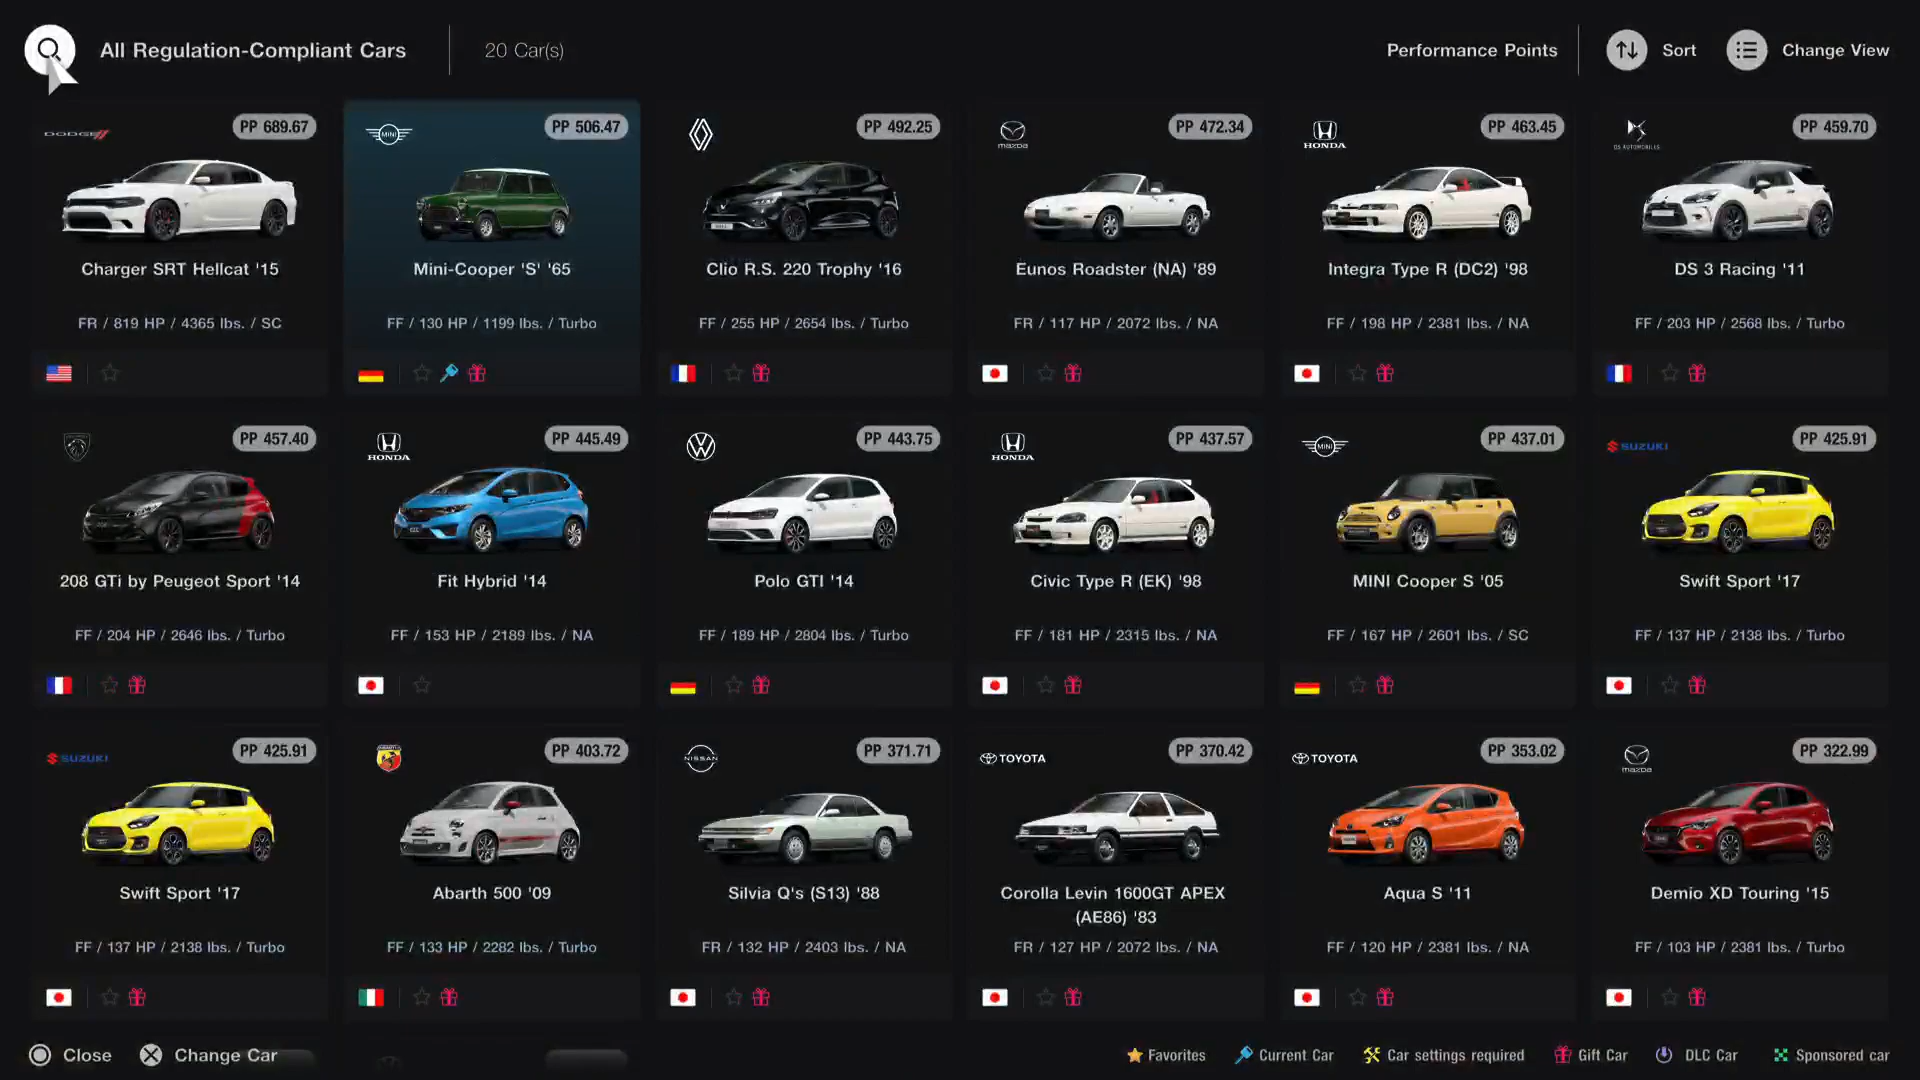 All Regulation-Compliant Cars
20 Car(s)
Performance Points
Sort
Change View
DODGE
PP 689.67
Charger SRT Hellcat '15
FR / 819 HP / 4365 lbs. / SC
MINI
PP 506.47
Mini-Cooper 'S' '65
FF / 130 HP / 1199 lbs. / Turbo
PP 492.25
Clio R.S. 220 Trophy '16
FF / 255 HP / 2654 lbs. / Turbo
mazda
PP 472.34
Eunos Roadster (NA) '89
FR / 117 HP / 2072 lbs. / NA
HONDA
PP 463.45
Integra Type R (DC2) '98
FF / 198 HP / 2381 lbs. / NA
DS AUTOMOBILES
PP 459.70
DS 3 Racing '11
FF / 203 HP / 2568 lbs. / Turbo
PP 457.40
208 GTi by Peugeot Sport '14
FF / 204 HP / 2646 lbs. / Turbo
HONDA
PP 445.49
Fit Hybrid '14
FF / 153 HP / 2189 lbs. / NA
PP 443.75
Polo GTI '14
FF / 189 HP / 2804 lbs. / Turbo
HONDA
PP 437.57
Civic Type R (EK) '98
FF / 181 HP / 2315 lbs. / NA
MINI
PP 437.01
MINI Cooper S '05
FF / 167 HP / 2601 lbs. / SC
SUZUKI
PP 425.91
Swift Sport '17
FF / 137 HP / 2138 lbs. / Turbo
SUZUKI
PP 425.91
Swift Sport '17
FF / 137 HP / 2138 lbs. / Turbo
PP 403.72
Abarth 500 '09
FF / 133 HP / 2282 lbs. / Turbo
NISSAN
PP 371.71
Silvia Q's (S13) '88
FR / 132 HP / 2403 lbs. / NA
TOYOTA
PP 370.42
Corolla Levin 1600GT APEX
(AE86) '83
FR / 127 HP / 2072 lbs. / NA
TOYOTA
PP 353.02
Aqua S '11
FF / 120 HP / 2381 lbs. / NA
mazda
PP 322.99
Demio XD Touring '15
FF / 103 HP / 2381 lbs. / Turbo
Close
Change Car
Favorites
Current Car
Car settings required
Gift Car
DLC Car
Sponsored car